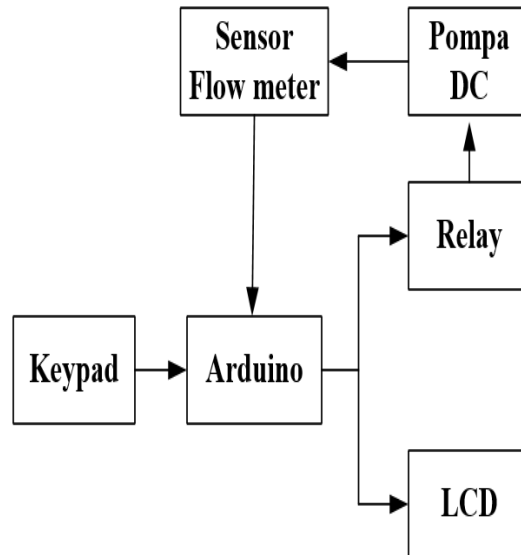 Sensor
Flow meter
Pompa
DC
Relay
Keypad
Arduino
LCD